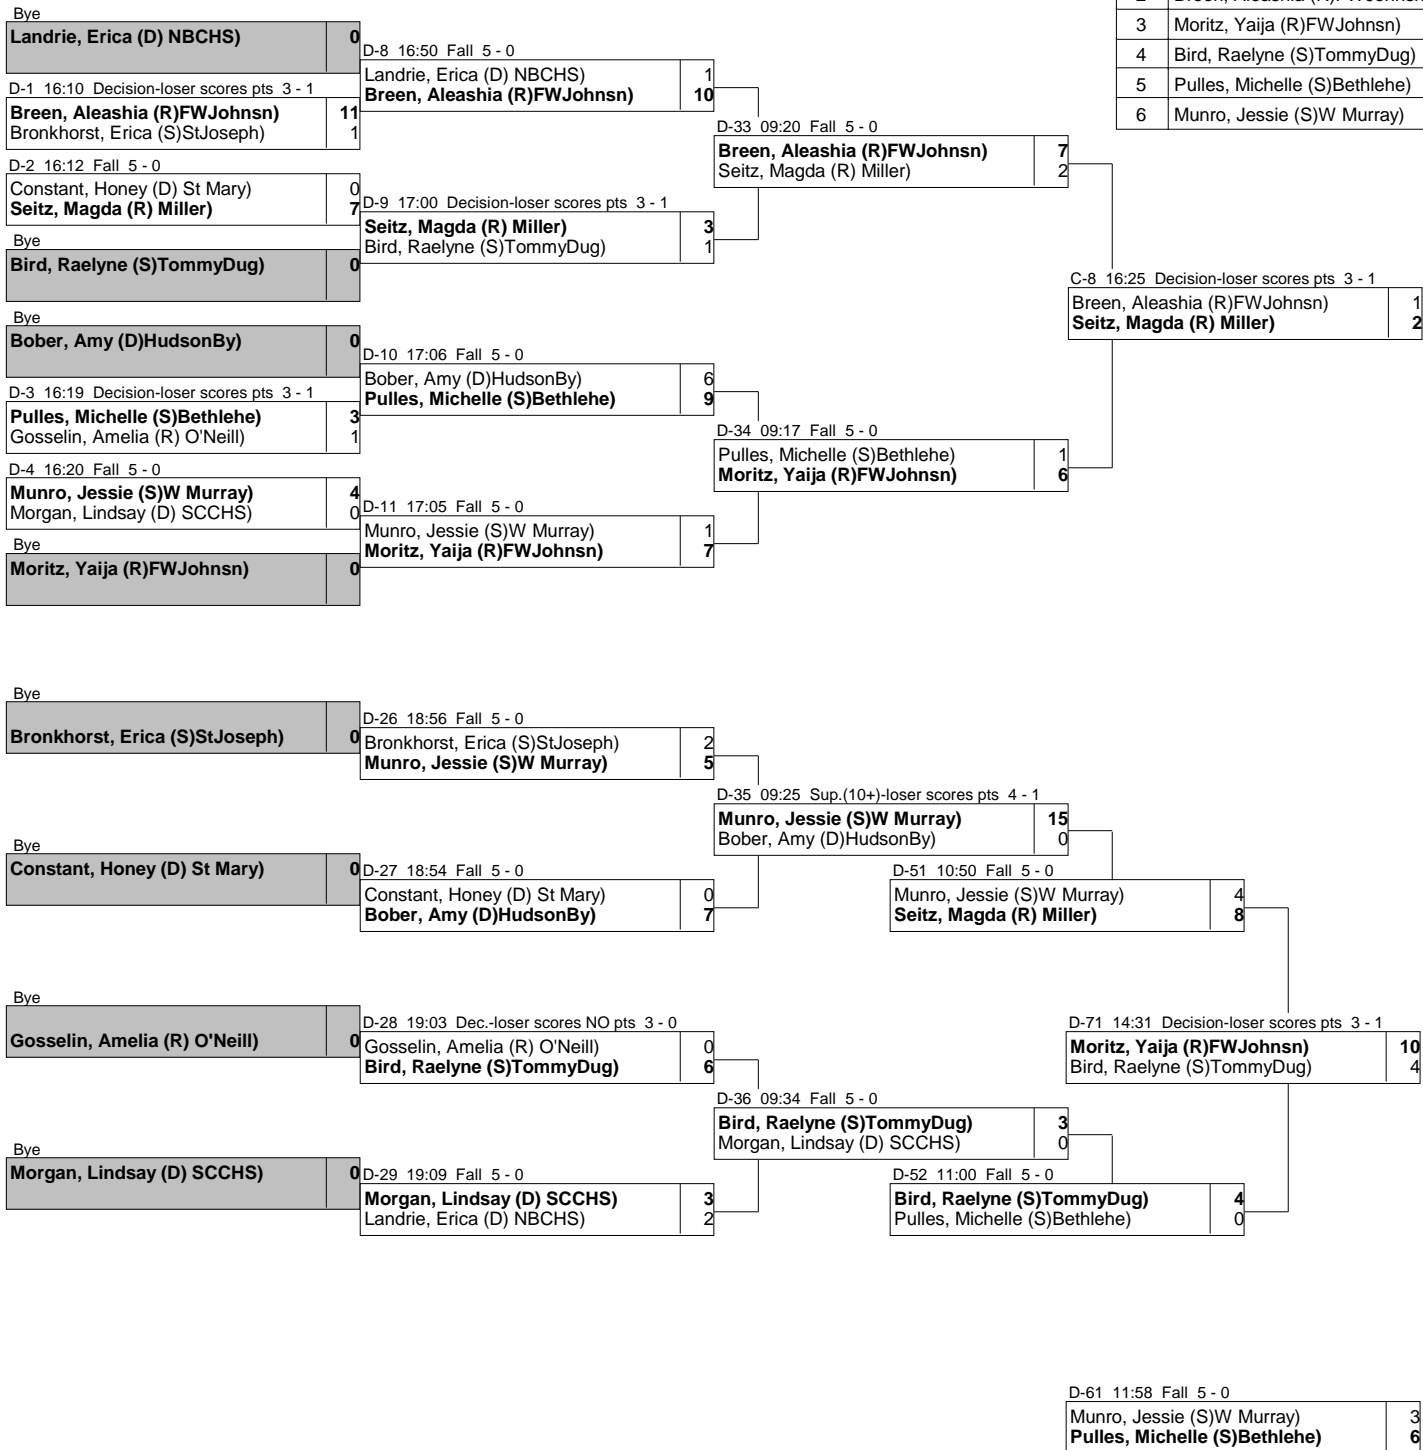 2 Breen, Aleashia (R)FWJohnsn)
3 Moritz, Yaija (R)FWJohnsn)
4 Bird, Raelyne (S)TommyDug)
5 Pulles, Michelle (S)Bethlehe)
6 Munro, Jessie (S)W Murray)
Bye
Landrie, Erica (D) NBCHS) 0
D-1 16:10 Decision-loser scores pts 3 - 1
Breen, Aleashia (R)FWJohnsn) 11
Bronkhorst, Erica (S)StJoseph) 1
D-2 16:12 Fall 5 - 0
Constant, Honey (D) St Mary) 0
Seitz, Magda (R) Miller) 7
Bye
Bird, Raelyne (S)TommyDug) 0
Bye
Bober, Amy (D)HudsonBy) 0
D-3 16:19 Decision-loser scores pts 3 - 1
Pulles, Michelle (S)Bethlehe) 3
Gosselin, Amelia (R) O'Neill) 1
D-4 16:20 Fall 5 - 0
Munro, Jessie (S)W Murray) 4
Morgan, Lindsay (D) SCCHS) 0
Bye
Moritz, Yaija (R)FWJohnsn) 0
D-8 16:50 Fall 5 - 0
Landrie, Erica (D) NBCHS) 1
Breen, Aleashia (R)FWJohnsn) 10
D-9 17:00 Decision-loser scores pts 3 - 1
Seitz, Magda (R) Miller) 3
Bird, Raelyne (S)TommyDug) 1
D-10 17:06 Fall 5 - 0
Bober, Amy (D)HudsonBy) 6
Pulles, Michelle (S)Bethlehe) 9
D-11 17:05 Fall 5 - 0
Munro, Jessie (S)W Murray) 1
Moritz, Yaija (R)FWJohnsn) 7
D-33 09:20 Fall 5 - 0
Breen, Aleashia (R)FWJohnsn) 7
Seitz, Magda (R) Miller) 2
D-34 09:17 Fall 5 - 0
Pulles, Michelle (S)Bethlehe) 1
Moritz, Yaija (R)FWJohnsn) 6
C-8 16:25 Decision-loser scores pts 3 - 1
Breen, Aleashia (R)FWJohnsn) 1
Seitz, Magda (R) Miller) 2
Bye
Bronkhorst, Erica (S)StJoseph) 0
Bye
Constant, Honey (D) St Mary) 0
Bye
Gosselin, Amelia (R) O'Neill) 0
Bye
Morgan, Lindsay (D) SCCHS) 0
D-26 18:56 Fall 5 - 0
Bronkhorst, Erica (S)StJoseph) 2
Munro, Jessie (S)W Murray) 5
D-27 18:54 Fall 5 - 0
Constant, Honey (D) St Mary) 0
Bober, Amy (D)HudsonBy) 7
D-28 19:03 Dec.-loser scores NO pts 3 - 0
Gosselin, Amelia (R) O'Neill) 0
Bird, Raelyne (S)TommyDug) 6
D-29 19:09 Fall 5 - 0
Morgan, Lindsay (D) SCCHS) 3
Landrie, Erica (D) NBCHS) 2
D-35 09:25 Sup.(10+)-loser scores pts 4 - 1
Munro, Jessie (S)W Murray) 15
Bober, Amy (D)HudsonBy) 0
D-36 09:34 Fall 5 - 0
Bird, Raelyne (S)TommyDug) 3
Morgan, Lindsay (D) SCCHS) 0
D-51 10:50 Fall 5 - 0
Munro, Jessie (S)W Murray) 4
Seitz, Magda (R) Miller) 8
D-52 11:00 Fall 5 - 0
Bird, Raelyne (S)TommyDug) 4
Pulles, Michelle (S)Bethlehe) 0
D-71 14:31 Decision-loser scores pts 3 - 1
Moritz, Yaija (R)FWJohnsn) 10
Bird, Raelyne (S)TommyDug) 4
D-61 11:58 Fall 5 - 0
Munro, Jessie (S)W Murray) 3
Pulles, Michelle (S)Bethlehe) 6